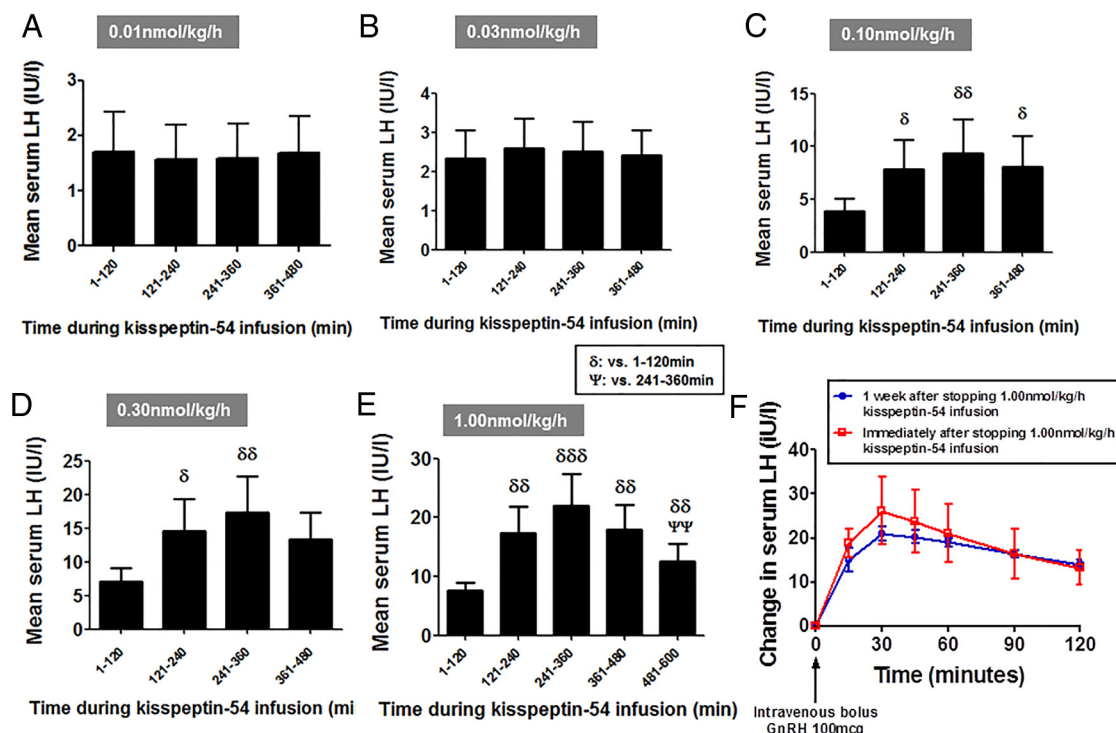 A
0.01nmol/kg/h
Mean serum LH (IU/l)
3
2
1
0
1-120
121-240
241-360
361-480
Time during kisspeptin-54 infusion (min)
B
0.03nmol/kg/h
Mean serum LH (IU/l)
4
3
2
1
0
1-120
121-240
241-360
361-480
Time during kisspeptin-54 infusion (min)
C
0.10nmol/kg/h
Mean serum LH (IU/l)
15
10
5
0
δ
δδ
δ
1-120
121-240
241-360
361-480
Time during kisspeptin-54 infusion (min)
δ: vs. 1-120min
Ψ: vs. 241-360min
D
0.30nmol/kg/h
Mean serum LH (IU/l)
25
20
15
10
5
0
δ
δδ
1-120
121-240
241-360
361-480
Time during kisspeptin-54 infusion (mi
E
1.00nmol/kg/h
Mean serum LH (IU/l)
30
20
10
0
δδ
δδδ
δδ
δδ
ΨΨ
1-120
121-240
241-360
361-480
481-600
Time during kisspeptin-54 infusion (min)
F
1 week after stopping 1.00nmol/kg/h
kisspeptin-54 infusion
Immediately after stopping 1.00nmol/kg/h
kisspeptin-54 infusion
Change in serum LH (iU/l)
40
30
20
10
0
0
30
60
90
120
Time (minutes)
Intravenous bolus
GnRH 100mcg